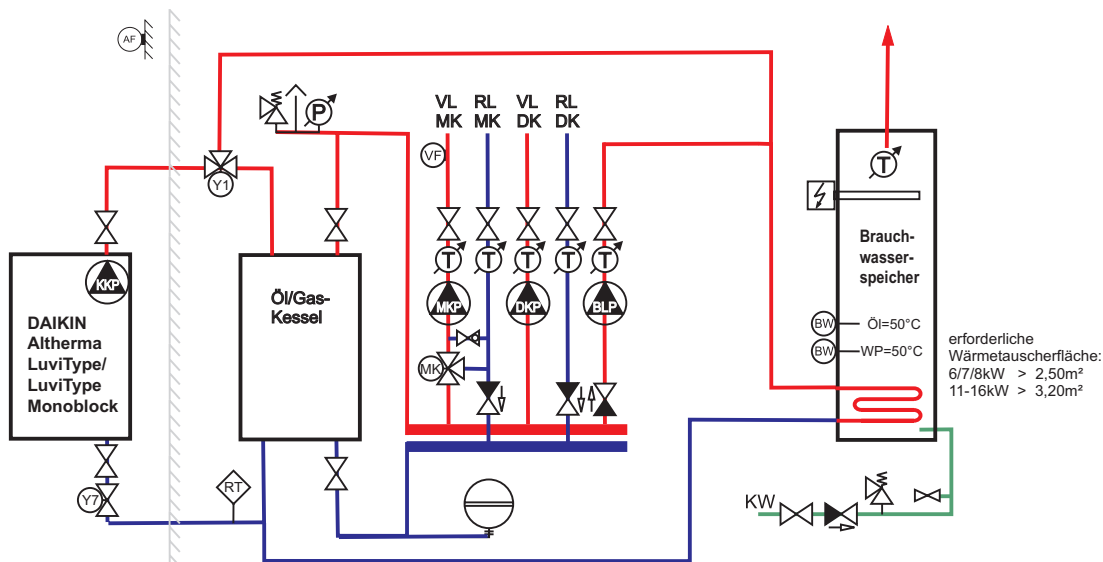 AF
VL RL VL RL
MK MK DK DK
P
VF
Y1
T
T T T T T
KKP
MKP DKP BLP
DAIKIN
Altherma
LuviType/
LuviType
Monoblock
Öl/Gas-
Kessel
MK
Brauch-
wasser-
speicher
BW Öl=50°C
BW WP=50°C
erforderliche
Wärmetauscherfläche:
6/7/8kW > 2,50m²
11-16kW > 3,20m²
Y7
RT
KW